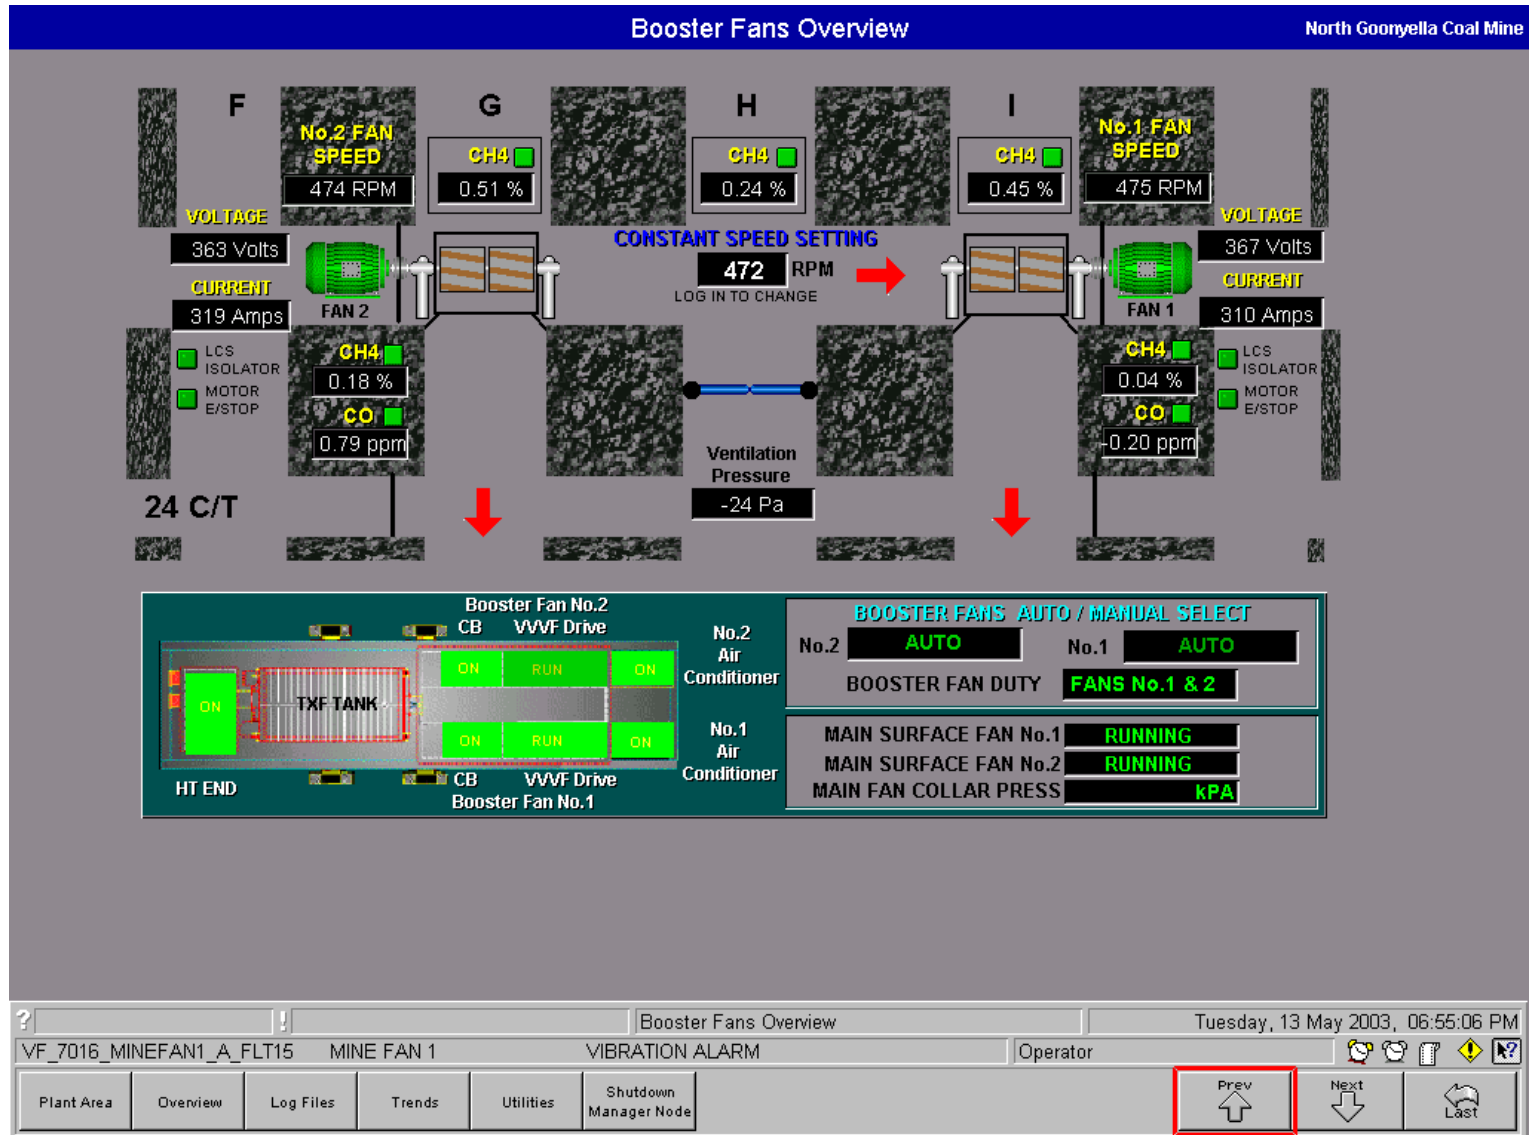 Booster Fans Overview
North Goonyella Coal Mine
F
G
H
I
No.2 FAN
SPEED
474 RPM
CH4
0.51 %
CH4
0.24 %
CH4
0.45 %
No.1 FAN
SPEED
475 RPM
VOLTAGE
363 Volts
CURRENT
319 Amps
FAN 2
CONSTANT SPEED SETTING
472 RPM
LOG IN TO CHANGE
VOLTAGE
367 Volts
CURRENT
310 Amps
FAN 1
LCS
ISOLATOR
MOTOR
E/STOP
CH4
0.18 %
CO
0.79 ppm
CH4
0.04 %
CO
-0.20 ppm
LCS
ISOLATOR
MOTOR
E/STOP
Ventilation
Pressure
-24 Pa
24 C/T
Booster Fan No.2
CB VVVF Drive
ON RUN ON
No.2
Air
Conditioner
ON
TXF TANK
ON RUN ON
No.1
Air
Conditioner
HT END
CB VVVF Drive
Booster Fan No.1
BOOSTER FANS AUTO / MANUAL SELECT
No.2 AUTO No.1 AUTO
BOOSTER FAN DUTY FANS No.1 & 2
MAIN SURFACE FAN No.1 RUNNING
MAIN SURFACE FAN No.2 RUNNING
MAIN FAN COLLAR PRESS kPA
? ! Booster Fans Overview Tuesday, 13 May 2003, 06:55:06 PM
VF_7016_MINEFAN1_A_FLT15 MINE FAN 1 VIBRATION ALARM Operator
Plant Area
Overview
Log Files
Trends
Utilities
Shutdown
Manager Node
Prev
Next
Last